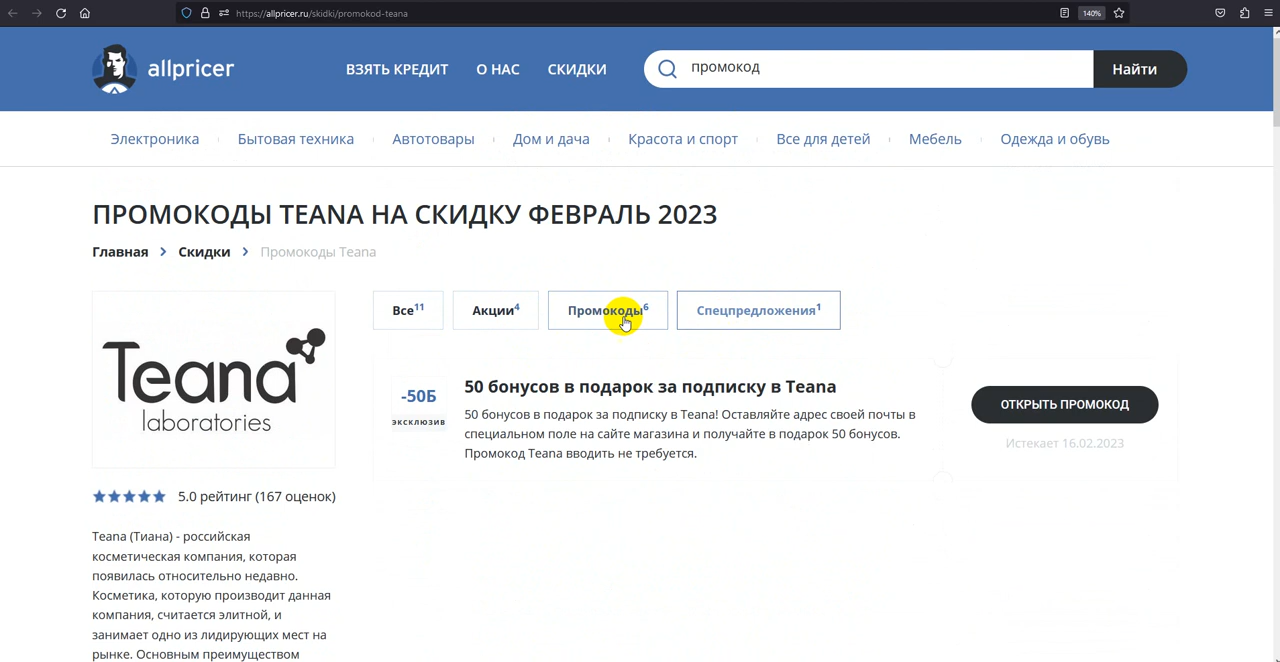 https://allpricer.ru/skidki/promokod-teana
140%
allpricer
ВЗЯТЬ КРЕДИТ О НАС СКИДКИ
промокод
Найти
Электроника Бытовая техника Автотовары Дом и дача Красота и спорт Все для детей Мебель Одежда и обувь
ПРОМОКОДЫ TEANA НА СКИДКУ ФЕВРАЛЬ 2023
Главная Скидки Промокоды Teana
Teana
laboratories
5.0 рейтинг (167 оценок)
Teana (Тиана) - российская
косметическая компания, которая
появилась относительно недавно.
Косметика, которую производит данная
компания, считается элитной, и
занимает одно из лидирующих мест на
рынке. Основным преимуществом
Все11 Акции4 Промокоды6 Спецпредложения1
-50Б
эксклюзив
50 бонусов в подарок за подписку в Teana
50 бонусов в подарок за подписку в Teana! Оставляйте адрес своей почты в
специальном поле на сайте магазина и получайте в подарок 50 бонусов.
Промокод Teana вводить не требуется.
ОТКРЫТЬ ПРОМОКОД
Истекает 16.02.2023